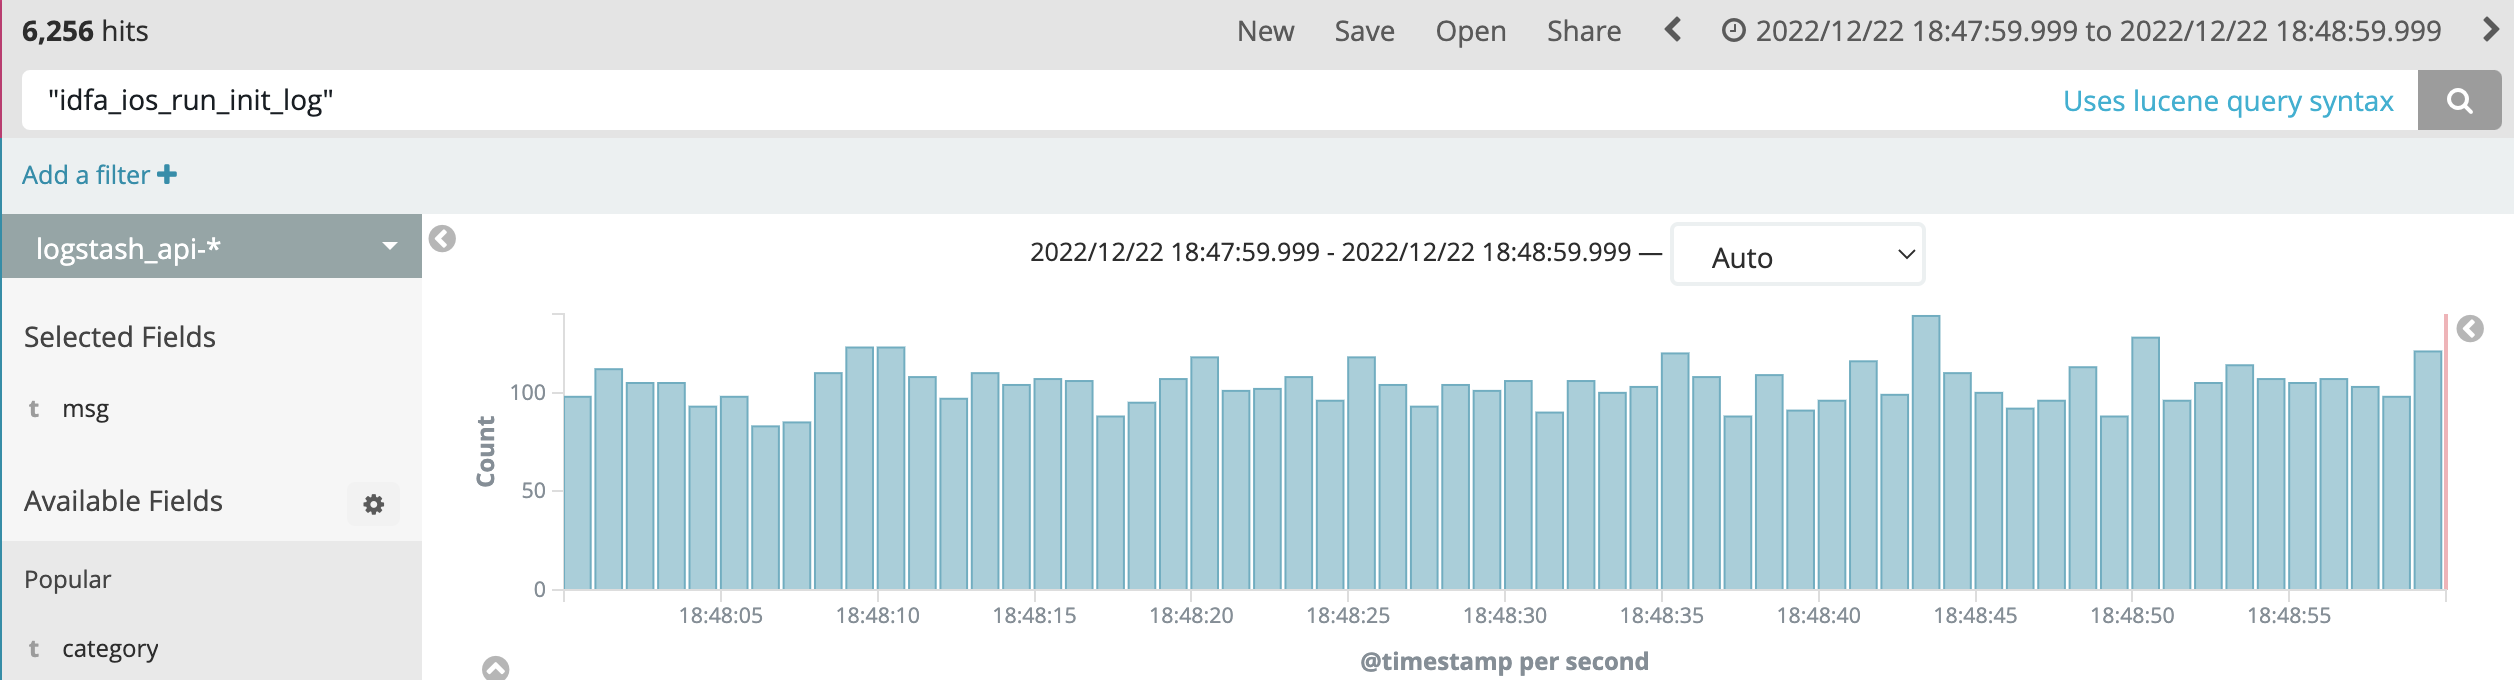 6,256 hits
New Save Open Share 2022/12/22 18:47:59.999 to 2022/12/22 18:48:59.999
"idfa_ios_run_init_log"
Uses lucene query syntax
Add a filter
logstash_api-*
2022/12/22 18:47:59.999 - 2022/12/22 18:48:59.999 —
Auto
Selected Fields
t msg
Available Fields
Popular
t category
Count
100
50
0
18:48:05 18:48:10 18:48:15 18:48:20 18:48:25 18:48:30 18:48:35 18:48:40 18:48:45 18:48:50 18:48:55
@timestamp per second